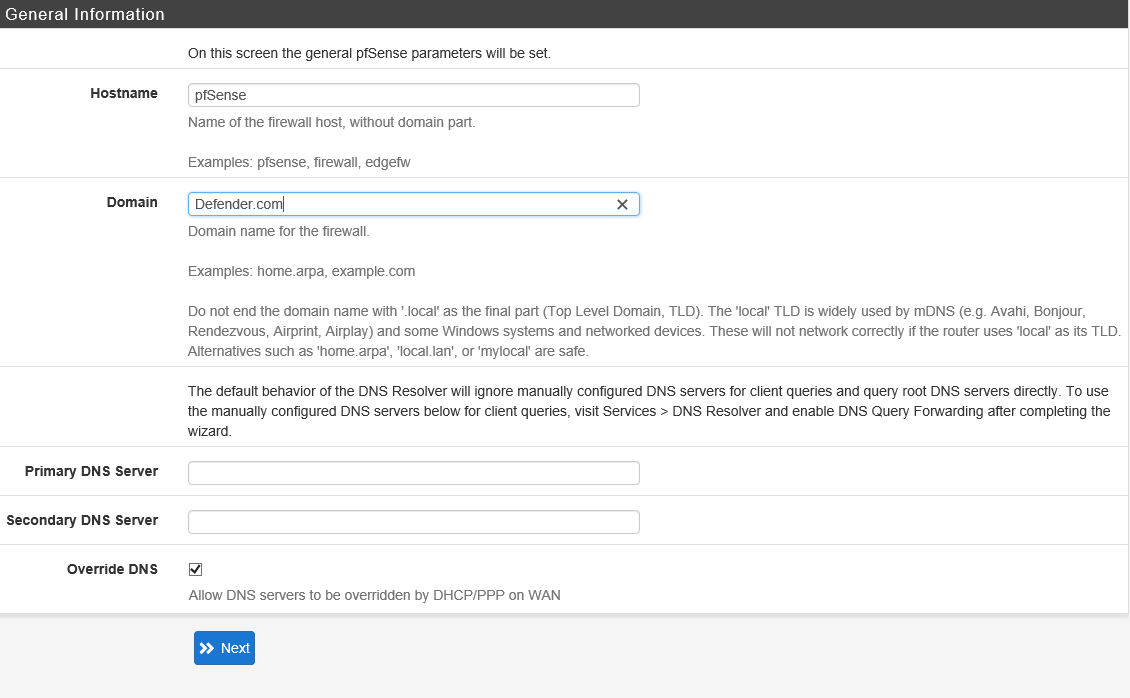 General Information
On this screen the general pfSense parameters will be set.
Hostname
pfSense
Name of the firewall host, without domain part.
Examples: pfsense, firewall, edgefw
Domain
Defender.com
Domain name for the firewall.
Examples: home.arpa, example.com
Do not end the domain name with '.local' as the final part (Top Level Domain, TLD). The 'local' TLD is widely used by mDNS (e.g. Avahi, Bonjour,
Rendezvous, Airprint, Airplay) and some Windows systems and networked devices. These will not network correctly if the router uses 'local' as its TLD.
Alternatives such as 'home.arpa', 'local.lan', or 'mylocal' are safe.
The default behavior of the DNS Resolver will ignore manually configured DNS servers for client queries and query root DNS servers directly. To use
the manually configured DNS servers below for client queries, visit Services > DNS Resolver and enable DNS Query Forwarding after completing the
wizard.
Primary DNS Server
Secondary DNS Server
Override DNS
Allow DNS servers to be overridden by DHCP/PPP on WAN
Next